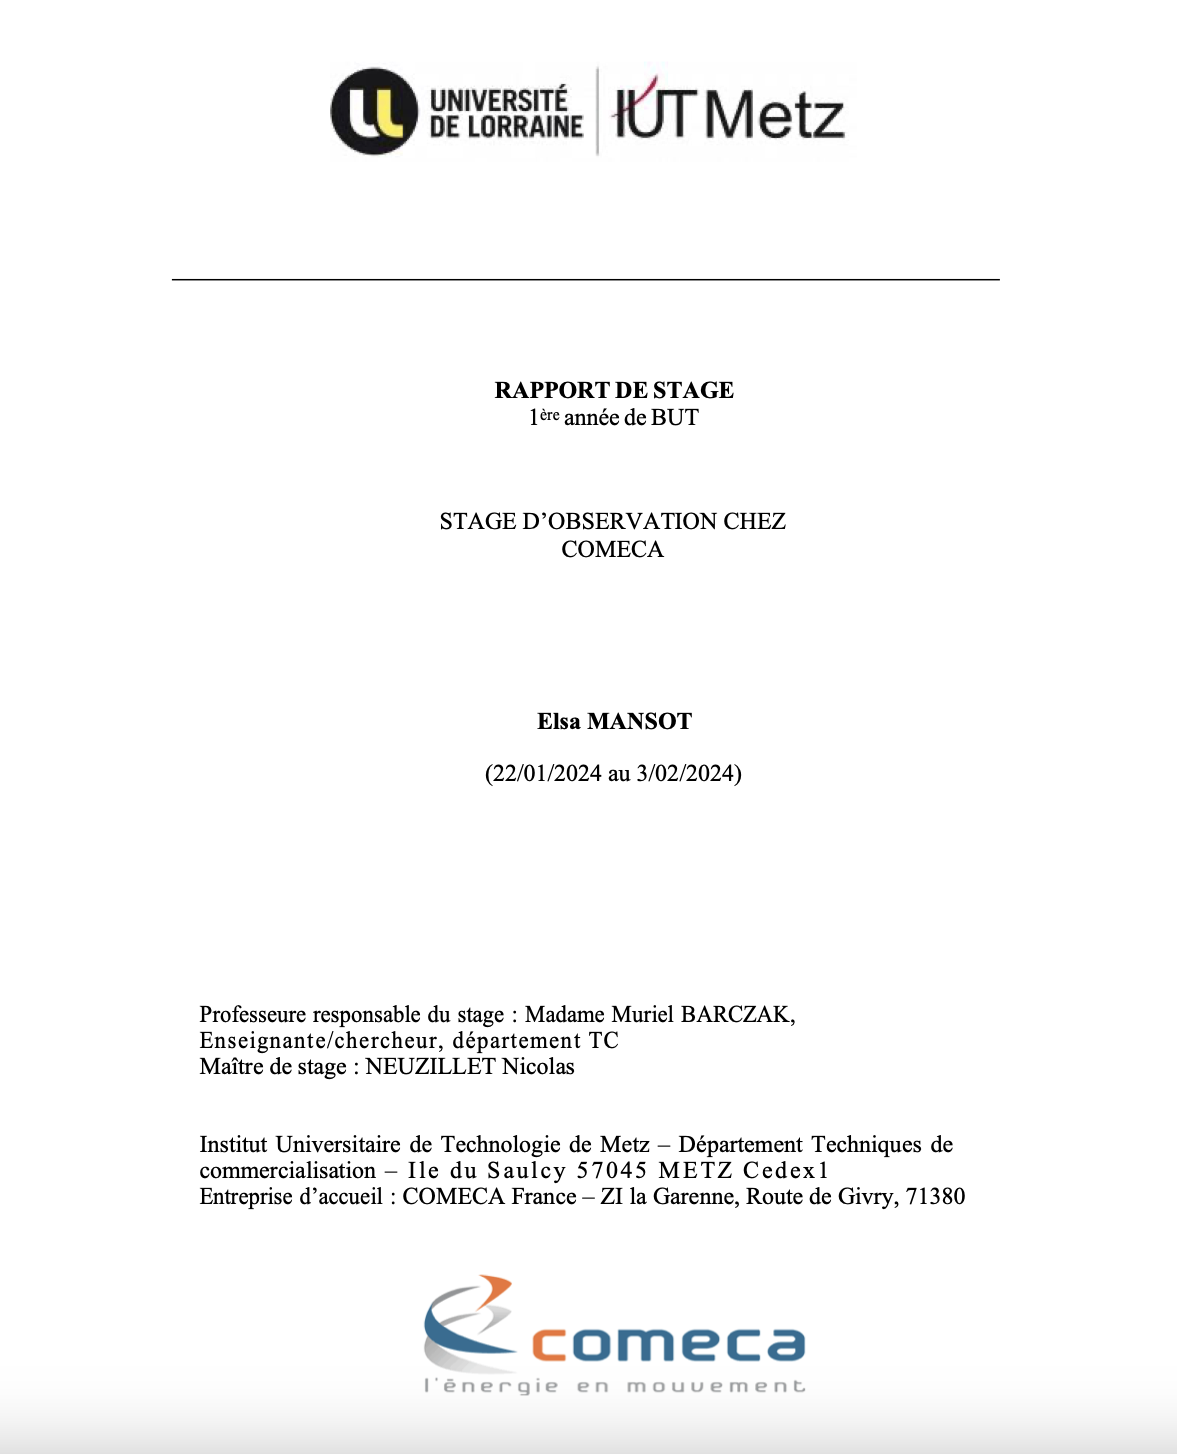 UNIVERSITÉ
DE LORRAINE
IUT Metz
RAPPORT DE STAGE
1ère année de BUT
STAGE D’OBSERVATION CHEZ
COMECA
Elsa MANSOT
(22/01/2024 au 3/02/2024)
Professeure responsable du stage : Madame Muriel BARCZAK,
Enseignante/chercheur, département TC
Maître de stage : NEUZILLET Nicolas
Institut Universitaire de Technologie de Metz – Département Techniques de
commercialisation – Ile du Saulcy 57045 METZ Cedex1
Entreprise d’accueil : COMECA France – ZI la Garenne, Route de Givry, 71380
comeca
l'énergie en mouvement